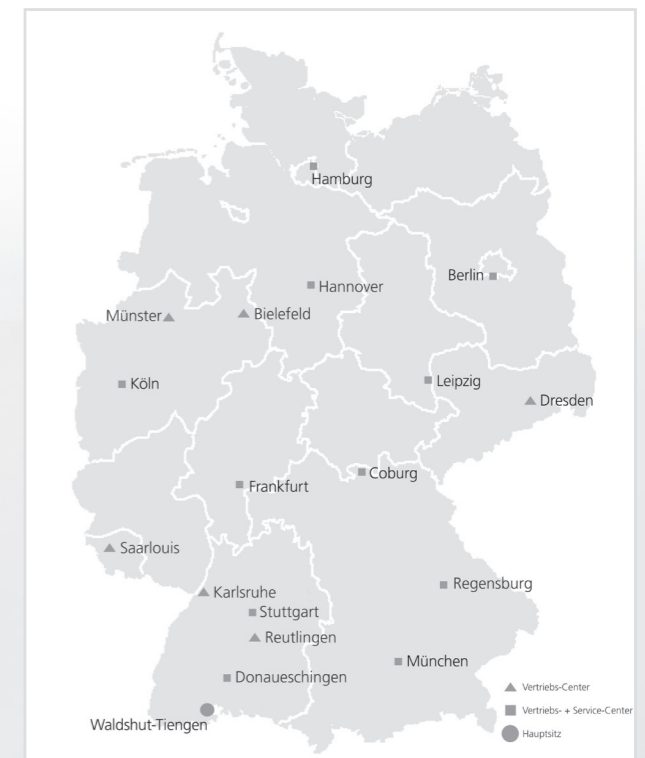 Hamburg
Berlin
Hannover
Münster
Bielefeld
Köln
Leipzig
Dresden
Coburg
Frankfurt
Saarlouis
Regensburg
Karlsruhe
Stuttgart
Reutlingen
München
Donaueschingen
Waldshut-Tiengen
Vertriebs-Center
Vertriebs- + Service-Center
Hauptsitz